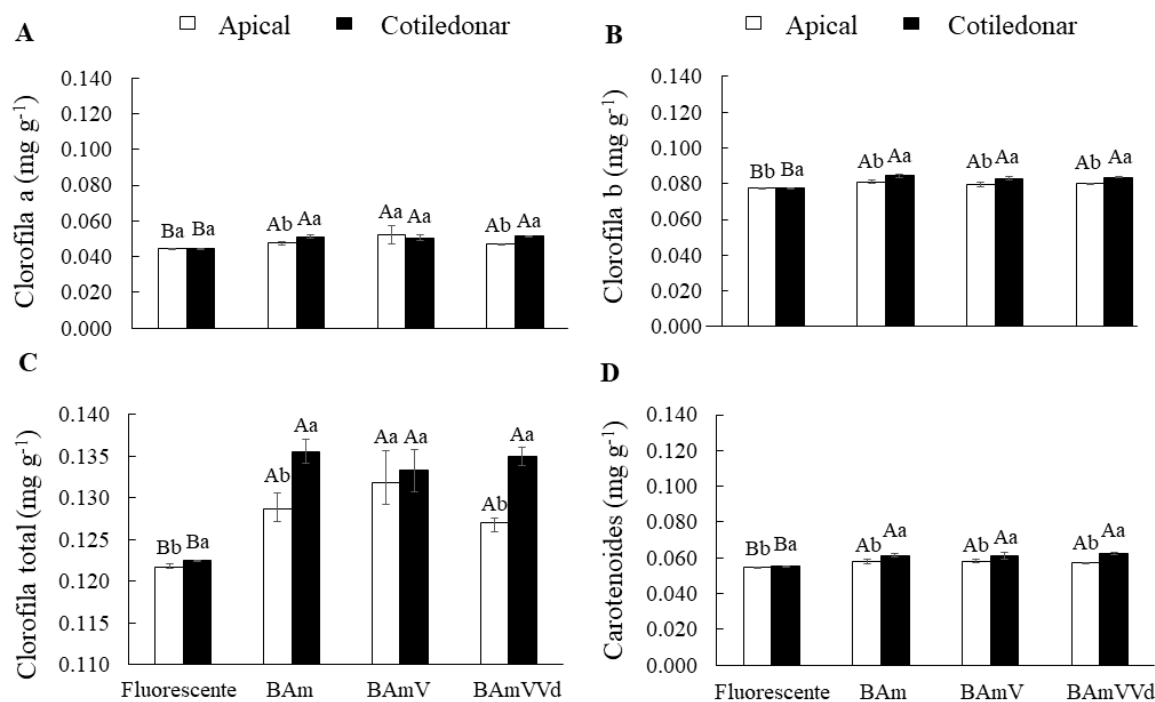 A
Apical Cotiledonar
Clorofila a (mg g-1)
0.140
0.120
0.100
0.080
0.060
0.040
0.020
0.000
Ba Ba Ab Aa Aa Aa Ab Aa
B
Apical Cotiledonar
Clorofila b (mg g-1)
0.140
0.120
0.100
0.080
0.060
0.040
0.020
0.000
Bb Ba Ab Aa Ab Aa Ab Aa
C
Clorofila total (mg g-1)
0.140
0.135
0.130
0.125
0.120
0.115
0.110
Bb Ba Ab Aa Aa Aa Ab Aa
Fluorescente BAm BAmV BAmVVd
D
Carotenoides (mg g-1)
0.140
0.120
0.100
0.080
0.060
0.040
0.020
0.000
Bb Ba Ab Aa Ab Aa Ab Aa
Fluorescente BAm BAmV BAmVVd